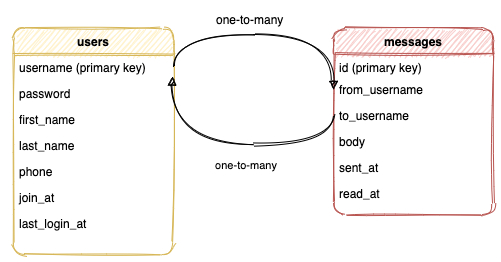 one-to-many
users
username (primary key)
password
first_name
last_name
phone
join_at
last_login_at
messages
id (primary key)
from_username
to_username
body
sent_at
read_at
one-to-many